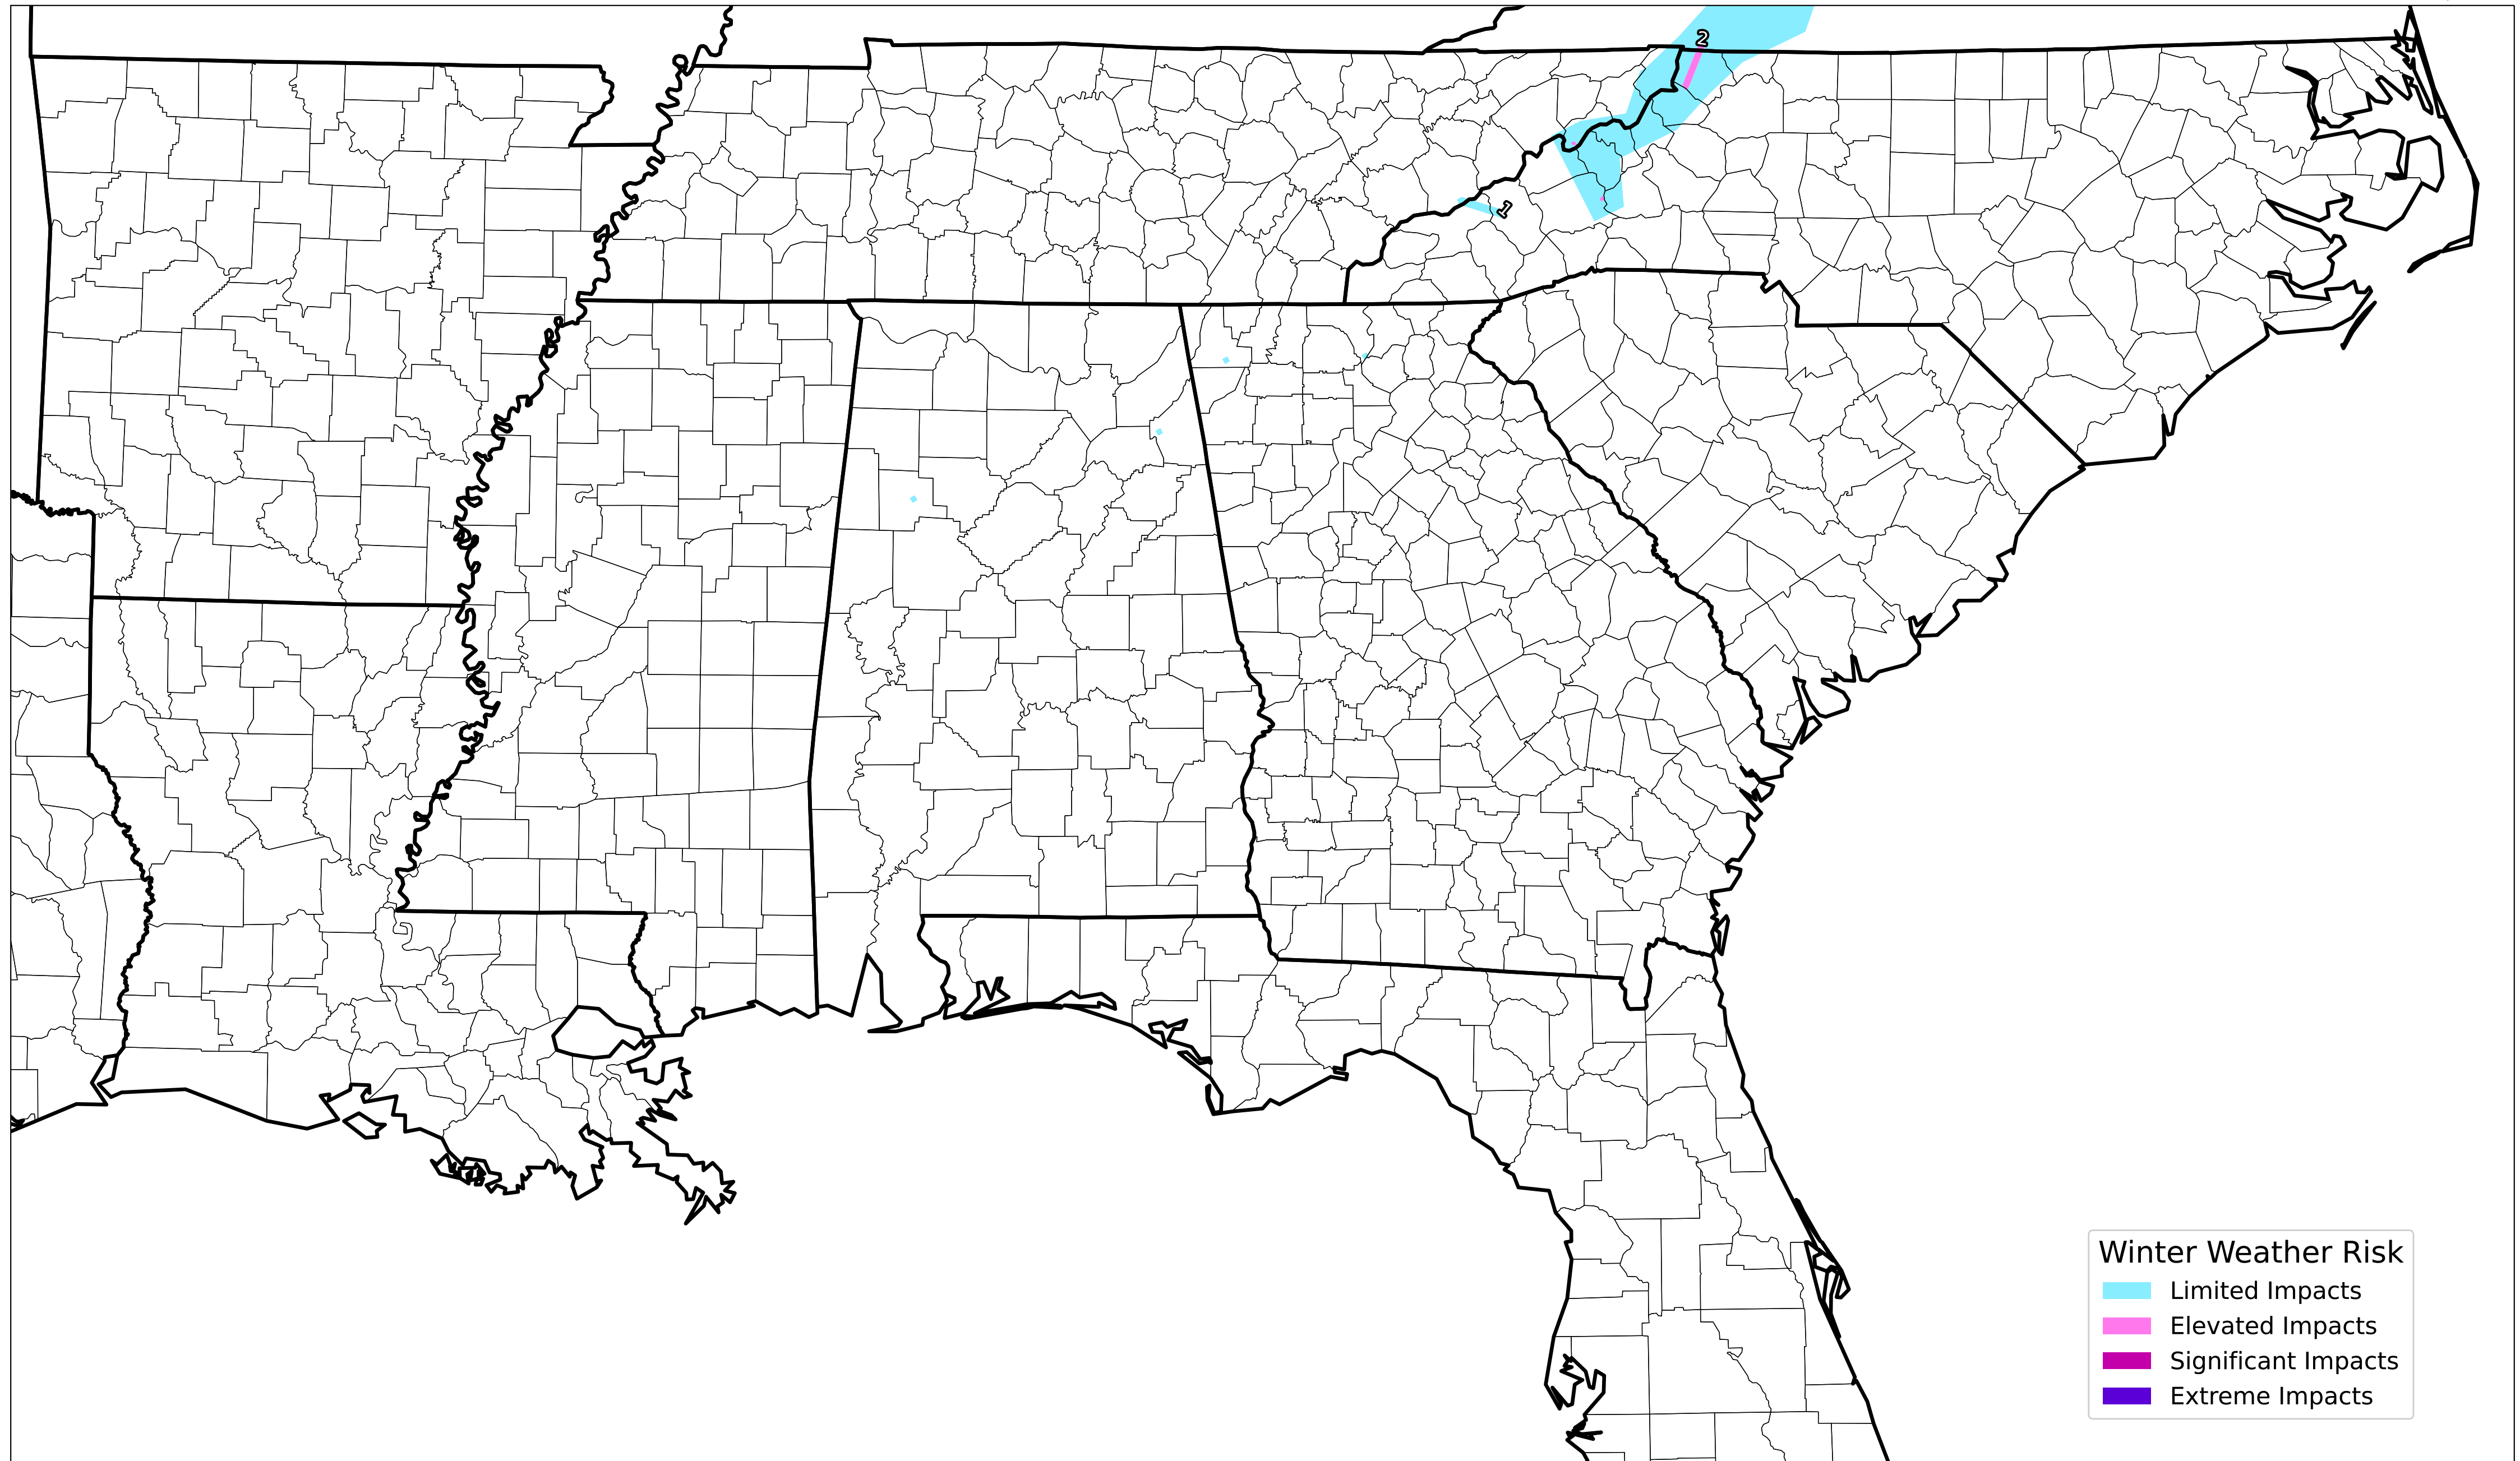 2
1
Winter Weather Risk
Limited Impacts
Elevated Impacts
Significant Impacts
Extreme Impacts